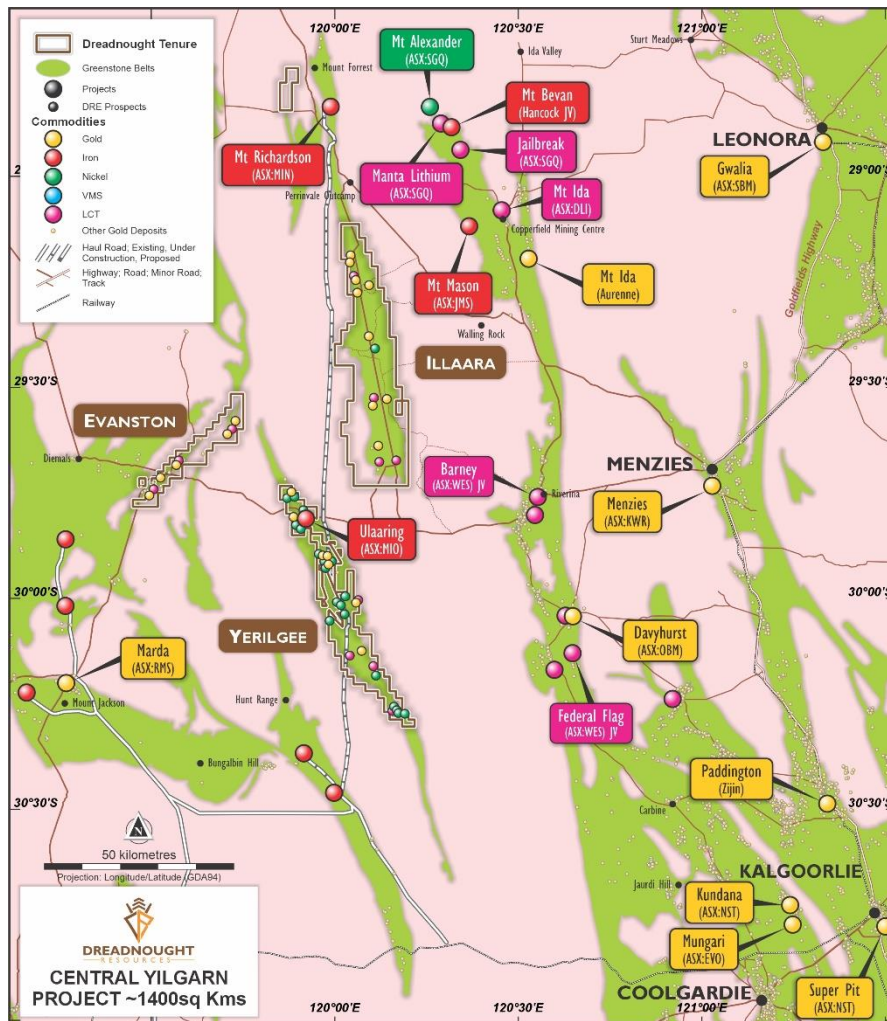 120°00'E
120°30'E
121°00'E
Dreadnought Tenure
Greenstone Belts
Projects
DRE Prospects
Commodities
Gold
Iron
Nickel
VMS
LCT
Other Gold Deposits
Haul Road, Existing, Under
Construction, Proposed
Highway; Road; Minor Road;
Track
Railway
Mount Forrest
Mt Alexander
(ASX:SGQ)
Ida Valley
Sturt Meadows
Mt Bevan
(Hancock JV)
LEONORA
Mt Richardson
(ASX:MIN)
Manta Lithium
(ASX:SGQ)
Jailbreak
(ASX:SGQ)
Gwalia
(ASX:SBM)
29°00'S
Perrinvale Outcamp
Mt Ida
(ASX:DLI)
Copperfield Mining Centre
Mt Mason
(ASX:JMS)
Mt Ida
(Aurenne)
Goldfields Highway
Walling Rock
ILLAARA
29°30'S
29°30'S
EVANSTON
Diemals
MENZIES
Barney
(ASX:WES) JV
Riverina
Menzies
(ASX:KWR)
Ulaaring
(ASX:MIO)
30°00'S
30°00'S
YERILGEE
Davyhurst
(ASX:OBM)
Marda
(ASX:RMS)
Mount Jackson
Hunt Range
Federal Flag
(ASX:WES) JV
Bungalbin Hill
Paddington
(Zijin)
30°30'S
30°30'S
Carbine
N
50 kilometres
Projection: Longitude/Latitude (GDA94)
KALGOORLIE
Jaurdi Hill
Kundana
(ASX:NST)
Mungari
(ASX:EVO)
DREADNOUGHT
RESOURCES
CENTRAL YILGARN
PROJECT ~1400sq Kms
COOLGARDIE
Super Pit
(ASX:NST)
120°00'E
120°30'E
121°00'E